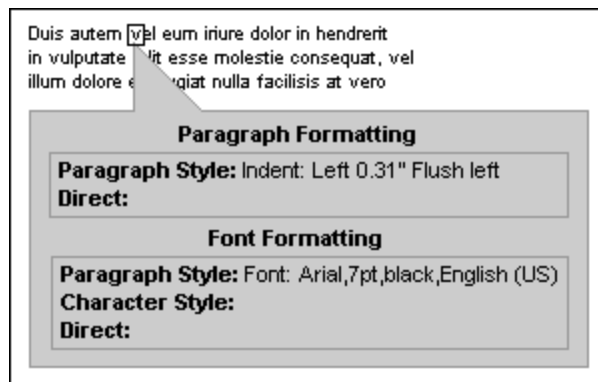 Duis autem vel eum iriure dolor in hendrerit
in vulputate velit esse molestie consequat, vel
illum dolore feugiat nulla facilisis at vero
Paragraph Formatting
Paragraph Style: Indent: Left 0.31" Flush left
Direct:
Font Formatting
Paragraph Style: Font: Arial,7pt,black,English (US)
Character Style:
Direct: